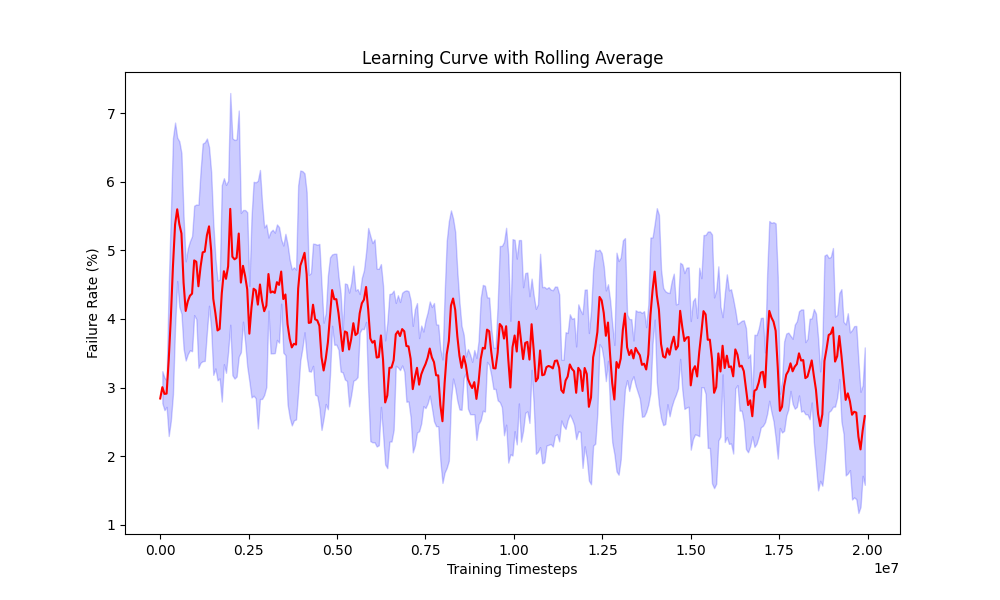 Learning Curve with Rolling Average
Failure Rate (%)
7
6
5
4
3
2
1
0.00 0.25 0.50 0.75 1.00 1.25 1.50 1.75 2.00
1e7
Training Timesteps